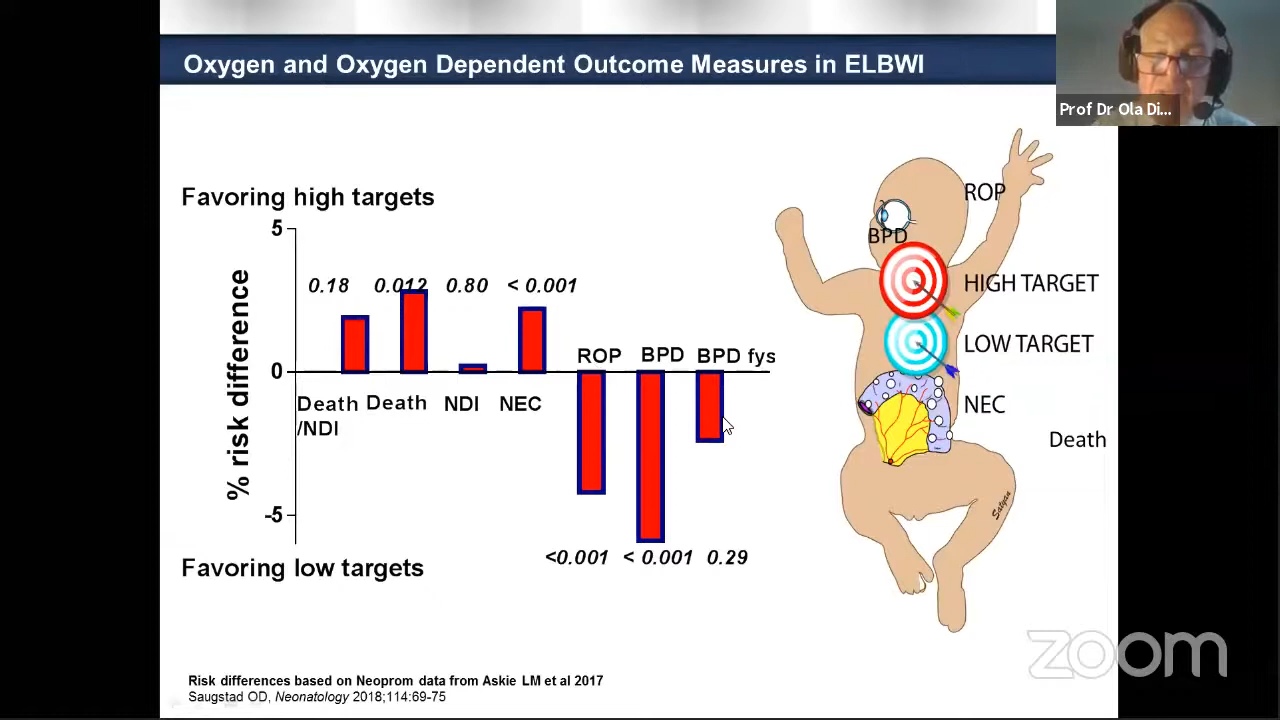 Oxygen and Oxygen Dependent Outcome Measures in ELBWI
Prof Dr Ola Di...
Favoring high targets
5
0
-5
% risk difference
0.18 0.012 0.80 < 0.001
ROP BPD BPD fys
Death /NDI
Death NDI NEC
<0.001 < 0.001 0.29
Favoring low targets
ROP
BPD
HIGH TARGET
LOW TARGET
NEC
Death
Satyan
zoom
Risk differences based on Neoprom data from Askie LM et al 2017
Saugstad OD, Neonatology 2018;114:69-75